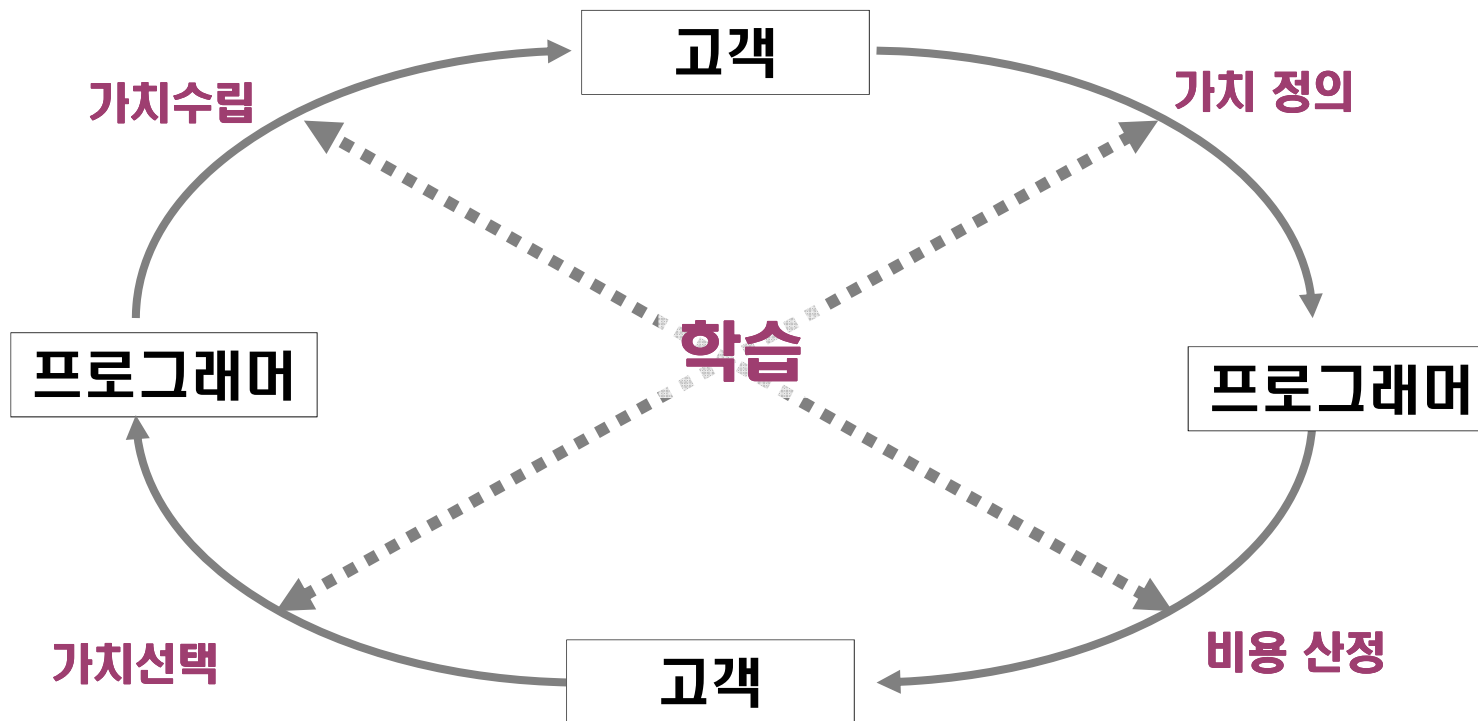 고객
가치수립
가치 정의
학습
프로그래머
프로그래머
가치선택
고객
비용 산정